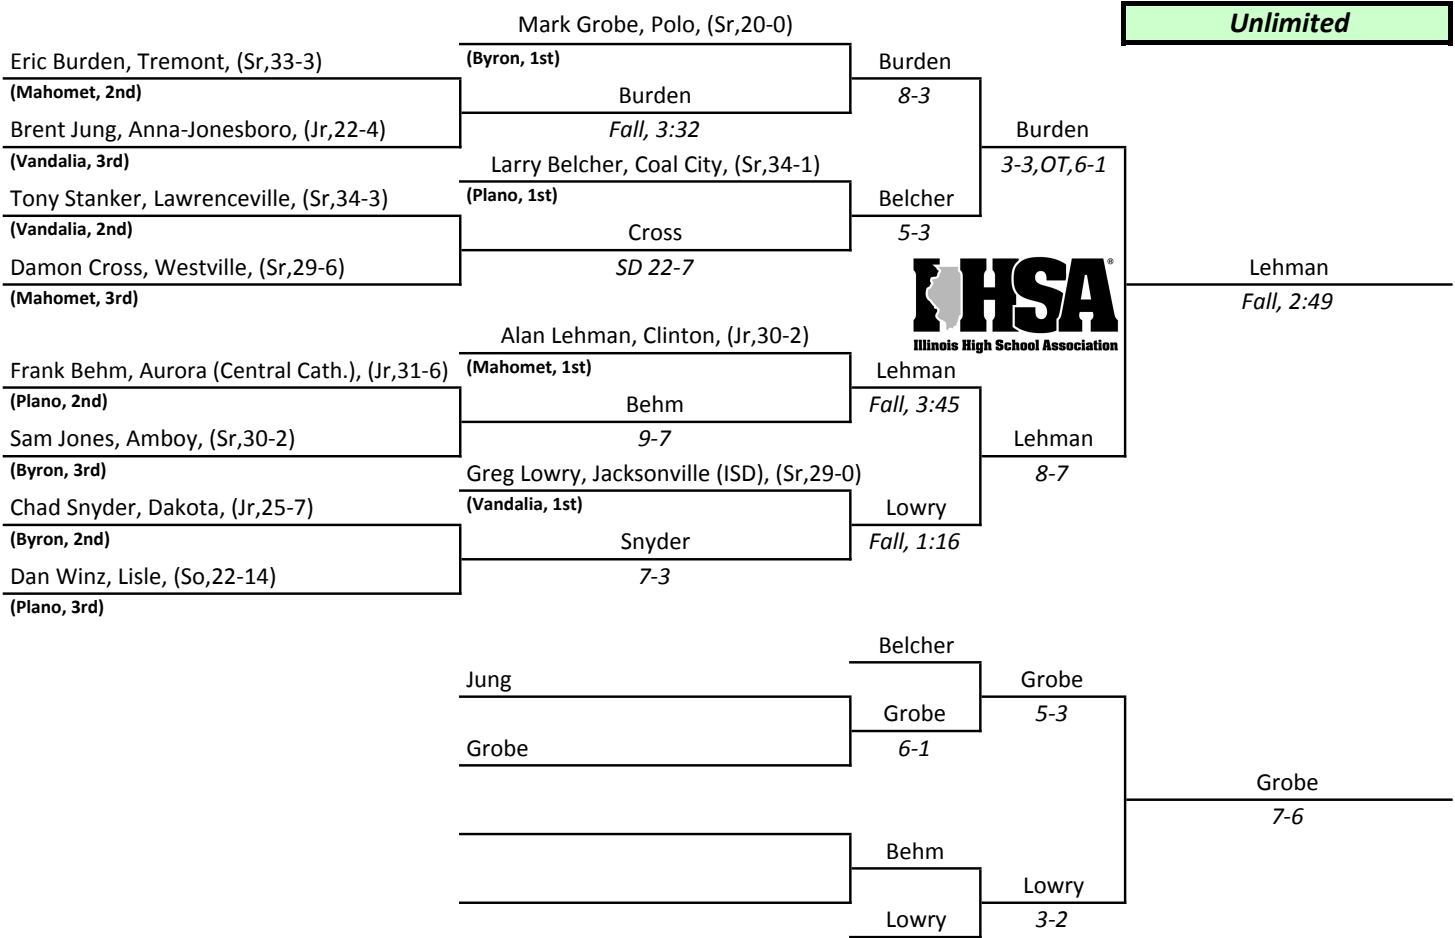 Unlimited
Mark Grobe, Polo, (Sr,20-0)
(Byron, 1st)
Eric Burden, Tremont, (Sr,33-3)
(Mahomet, 2nd)
Burden
8-3
Burden
Fall, 3:32
Brent Jung, Anna-Jonesboro, (Jr,22-4)
(Vandalia, 3rd)
Burden
3-3,OT,6-1
Larry Belcher, Coal City, (Sr,34-1)
(Plano, 1st)
Tony Stanker, Lawrenceville, (Sr,34-3)
(Vandalia, 2nd)
Belcher
5-3
Cross
SD 22-7
Damon Cross, Westville, (Sr,29-6)
(Mahomet, 3rd)
IHSA®
Illinois High School Association
Lehman
Fall, 2:49
Alan Lehman, Clinton, (Jr,30-2)
(Mahomet, 1st)
Frank Behm, Aurora (Central Cath.), (Jr,31-6)
(Plano, 2nd)
Lehman
Fall, 3:45
Behm
9-7
Sam Jones, Amboy, (Sr,30-2)
(Byron, 3rd)
Lehman
8-7
Greg Lowry, Jacksonville (ISD), (Sr,29-0)
(Vandalia, 1st)
Chad Snyder, Dakota, (Jr,25-7)
(Byron, 2nd)
Lowry
Fall, 1:16
Snyder
7-3
Dan Winz, Lisle, (So,22-14)
(Plano, 3rd)
Belcher
Jung
Grobe
5-3
Grobe
6-1
Grobe
Grobe
7-6
Behm
Lowry
3-2
Lowry